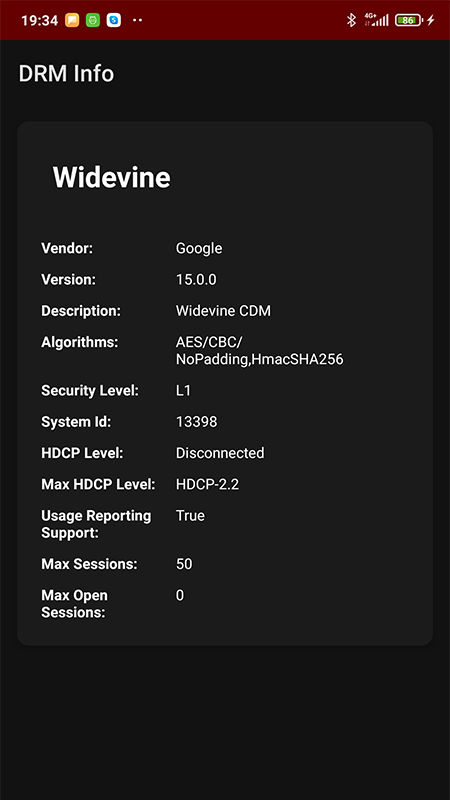 19:34 4G+ 86
DRM Info
Widevine
Vendor: Google
Version: 15.0.0
Description: Widevine CDM
Algorithms: AES/CBC/
NoPadding,HmacSHA256
Security Level: L1
System Id: 13398
HDCP Level: Disconnected
Max HDCP Level: HDCP-2.2
Usage Reporting True
Support:
Max Sessions: 50
Max Open 0
Sessions: